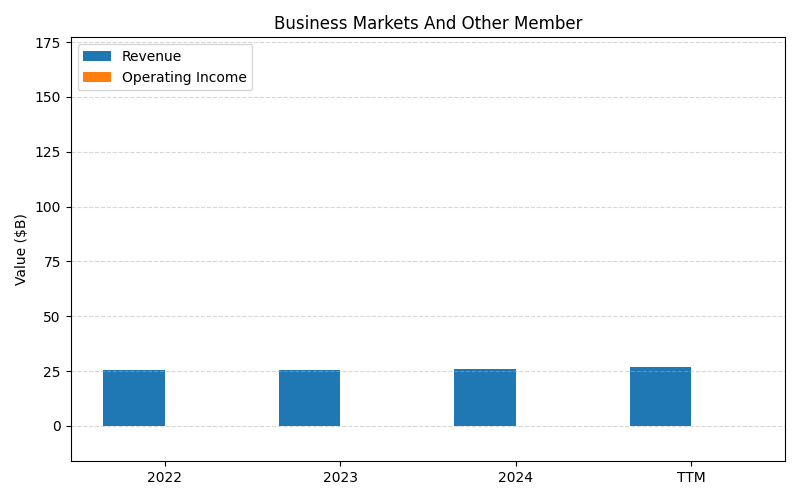 Business Markets And Other Member
Revenue
Operating Income
Value ($B)
175
150
125
100
75
50
25
0
2022 2023 2024 TTM